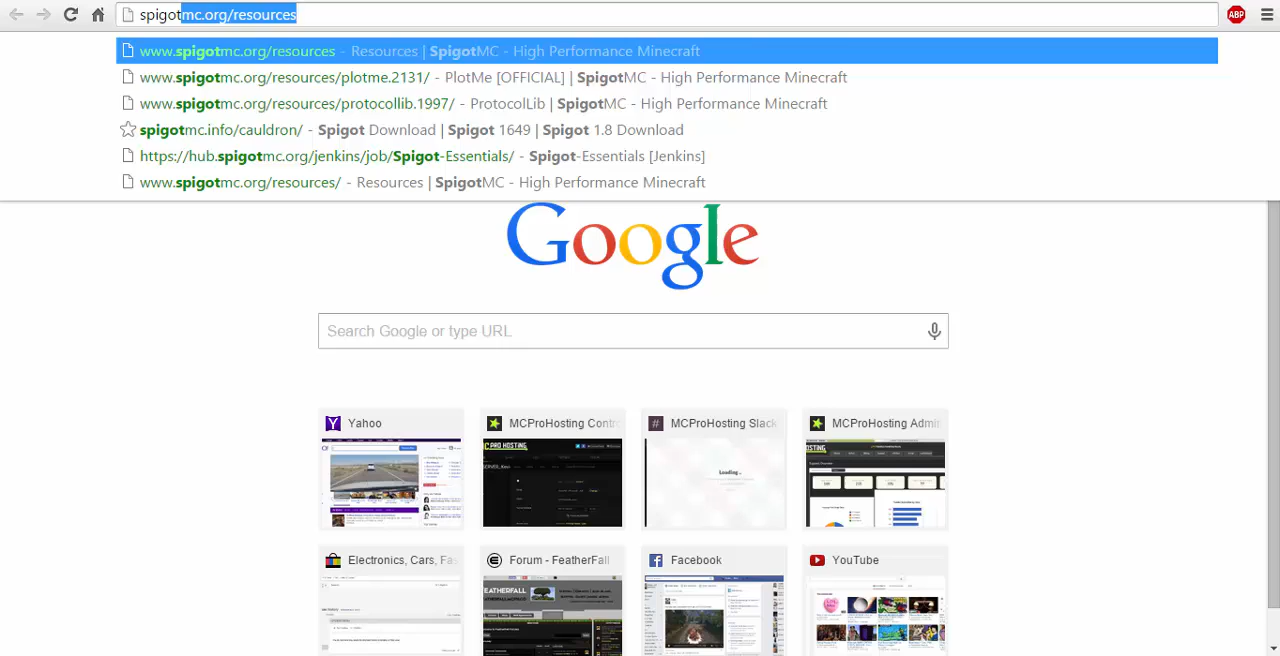 spigotmc.org/resources
ABP
www.spigotmc.org/resources - Resources | SpigotMC - High Performance Minecraft
www.spigotmc.org/resources/plotme.2131/ - PlotMe [OFFICIAL] | SpigotMC - High Performance Minecraft
www.spigotmc.org/resources/protocollib.1997/ - ProtocolLib | SpigotMC - High Performance Minecraft
spigotmc.info/cauldron/ - Spigot Download | Spigot 1649 | Spigot 1.8 Download
https://hub.spigotmc.org/jenkins/job/Spigot-Essentials/ - Spigot-Essentials [Jenkins]
www.spigotmc.org/resources/ - Resources | SpigotMC - High Performance Minecraft
Google
Search Google or type URL
Yahoo
MCProHosting Contro
MCProHosting Slack
MCProHosting Admi
Loading...
Electronics, Cars, Fas
Forum - FeatherFall
Facebook
YouTube